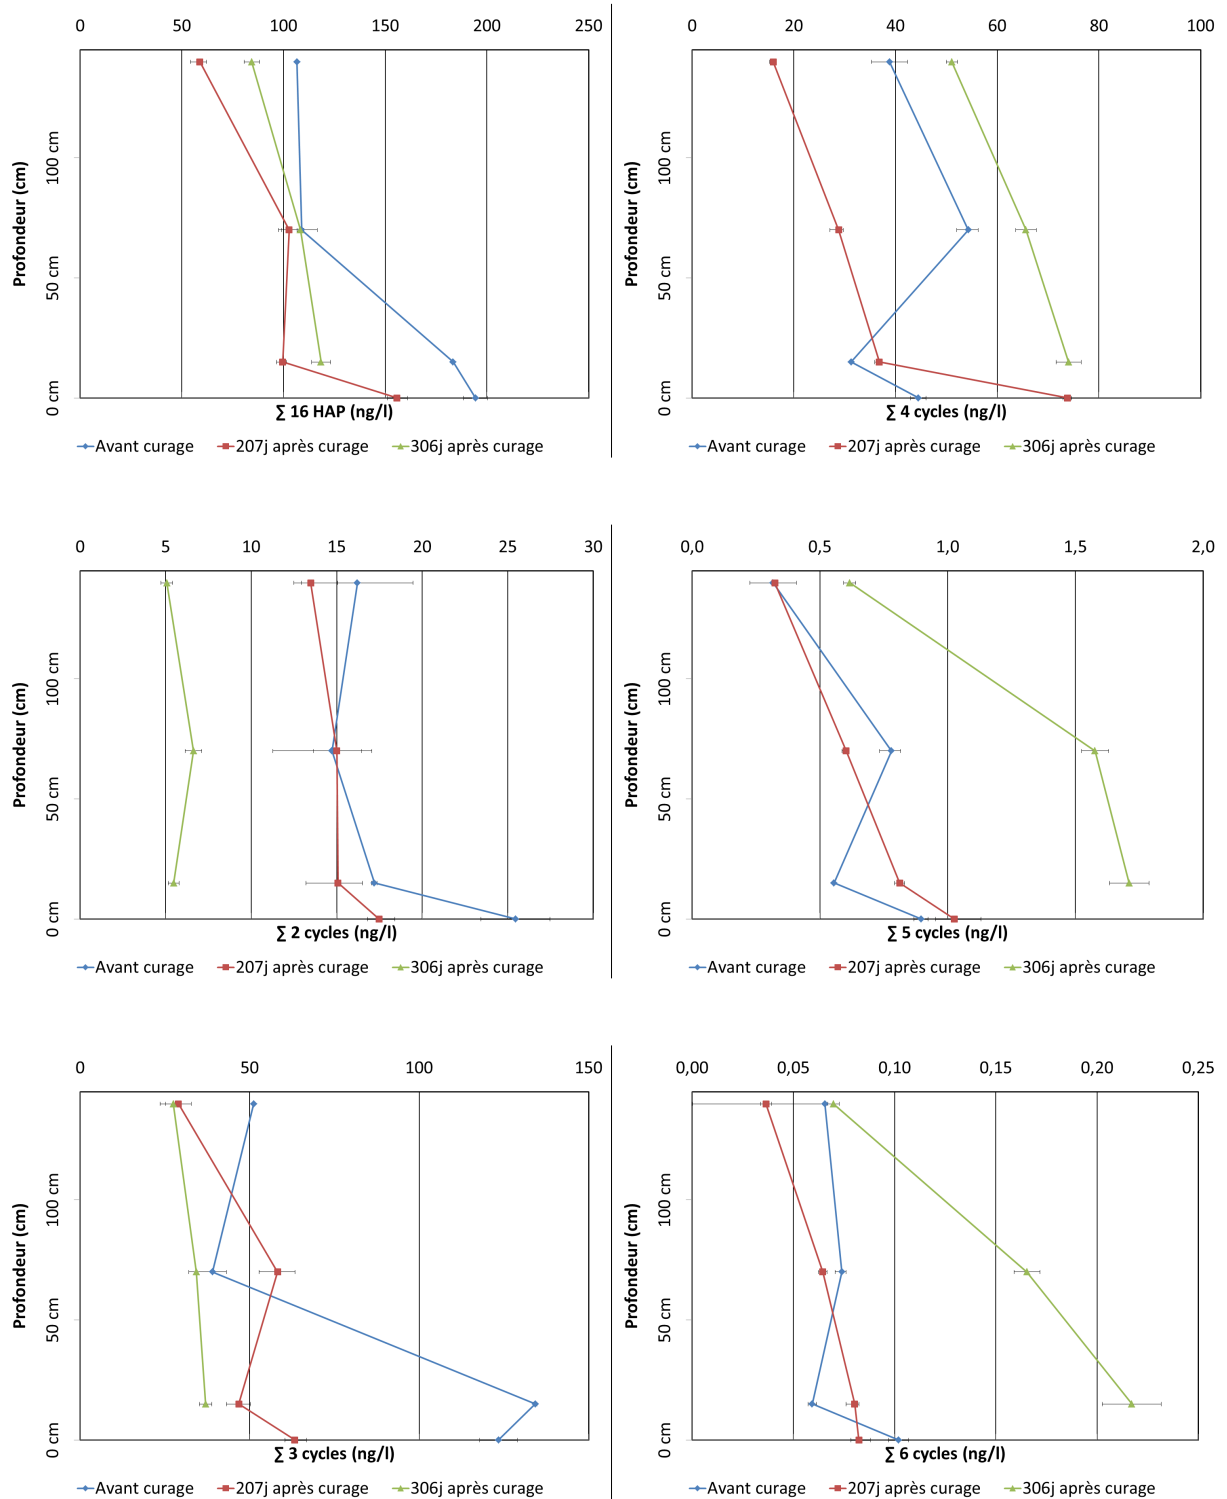 0 50 100 150 200 250
Profondeur (cm)
100 cm
50 cm
0 cm
∑ 16 HAP (ng/l)
Avant curage 207j après curage 306j après curage
0 20 40 60 80 100
Profondeur (cm)
100 cm
50 cm
0 cm
∑ 4 cycles (ng/l)
Avant curage 207j après curage 306j après curage
0 5 10 15 20 25 30
Profondeur (cm)
100 cm
50 cm
0 cm
∑ 2 cycles (ng/l)
Avant curage 207j après curage 306j après curage
0,0 0,5 1,0 1,5 2,0
Profondeur (cm)
100 cm
50 cm
0 cm
∑ 5 cycles (ng/l)
Avant curage 207j après curage 306j après curage
0 50 100 150
Profondeur (cm)
100 cm
50 cm
0 cm
∑ 3 cycles (ng/l)
Avant curage 207j après curage 306j après curage
0,00 0,05 0,10 0,15 0,20 0,25
Profondeur (cm)
100 cm
50 cm
0 cm
∑ 6 cycles (ng/l)
Avant curage 207j après curage 306j après curage